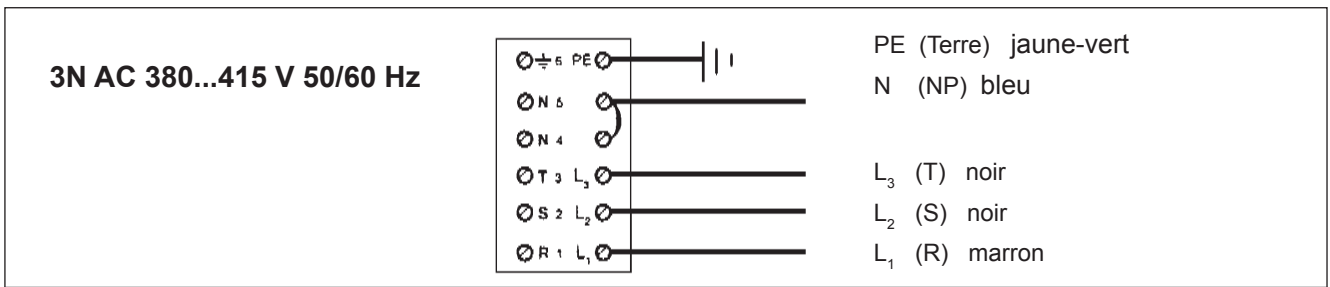 3N AC 380...415 V 50/60 Hz
⏚ 6 PE
N 5
N 4
T 3 L3
S 2 L2
R 1 L1
PE (Terre) jaune-vert
N (NP) bleu
L3 (T) noir
L2 (S) noir
L1 (R) marron